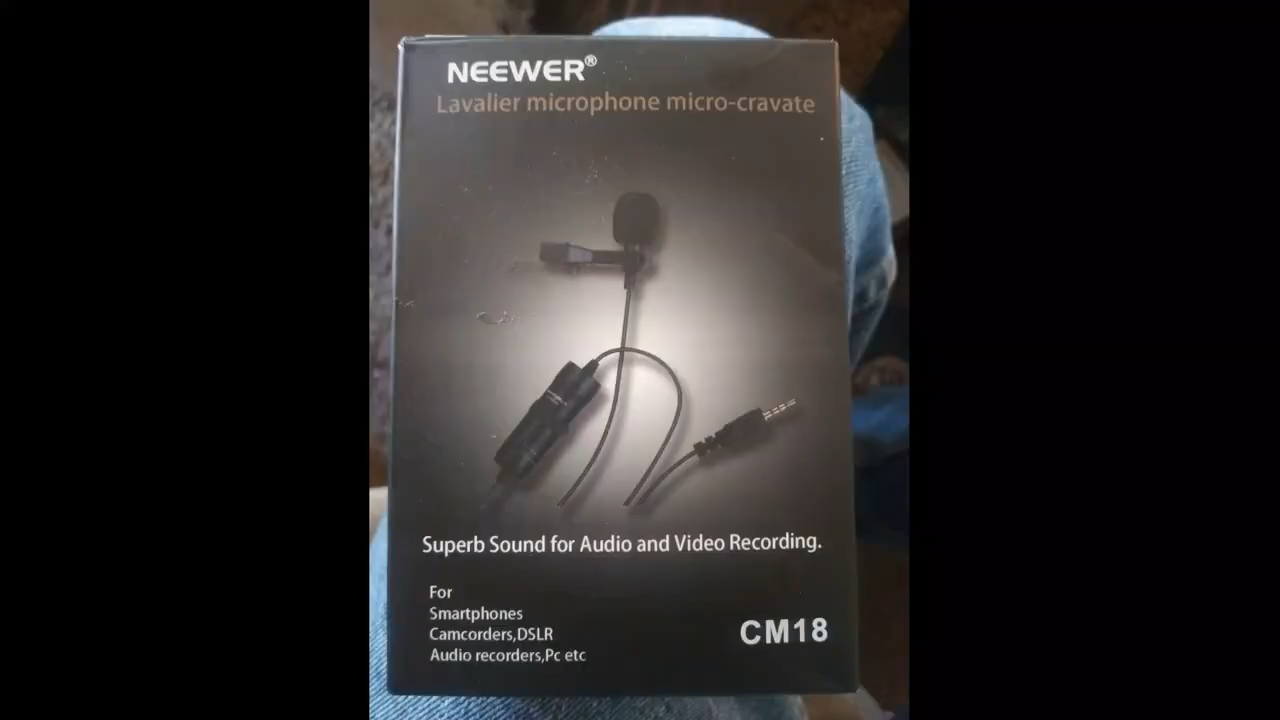 NEEWER®
Lavalier microphone micro-cravate
Superb Sound for Audio and Video Recording.
For
Smartphones
Camcorders,DSLR
Audio recorders,Pc etc
CM18